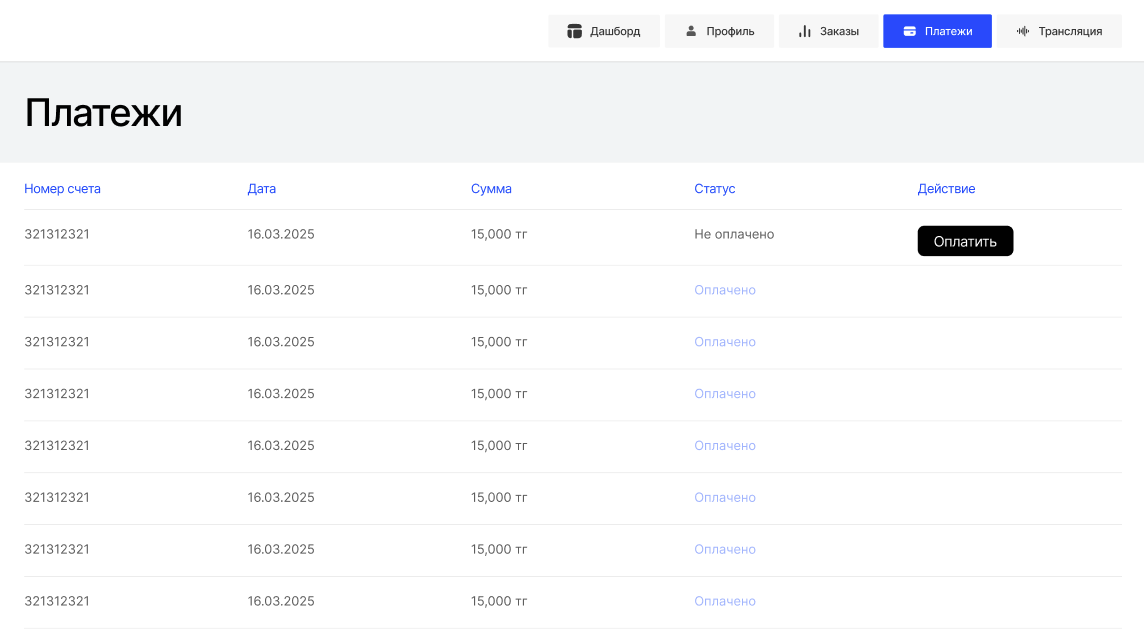 Дашборд Профиль Заказы Платежи Трансляция
Платежи
Номер счета Дата Сумма Статус Действие
321312321 16.03.2025 15,000 тг Не оплачено Оплатить
321312321 16.03.2025 15,000 тг Оплачено
321312321 16.03.2025 15,000 тг Оплачено
321312321 16.03.2025 15,000 тг Оплачено
321312321 16.03.2025 15,000 тг Оплачено
321312321 16.03.2025 15,000 тг Оплачено
321312321 16.03.2025 15,000 тг Оплачено
321312321 16.03.2025 15,000 тг Оплачено